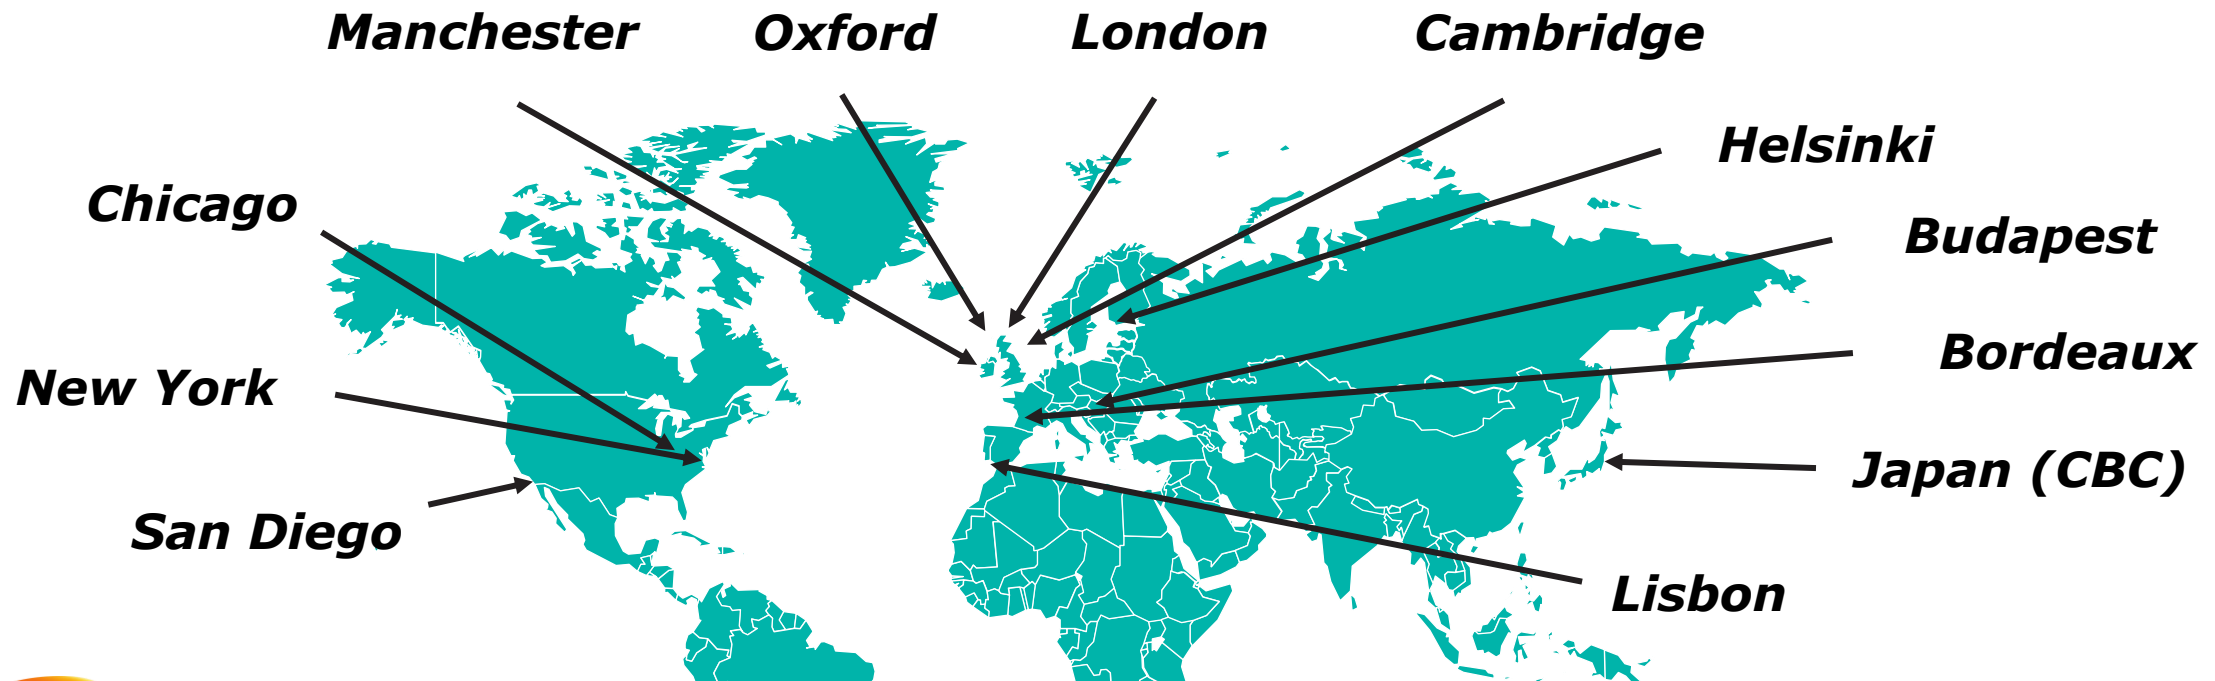 Manchester
Oxford
London
Cambridge
Helsinki
Chicago
Budapest
Bordeaux
New York
Japan (CBC)
San Diego
Lisbon